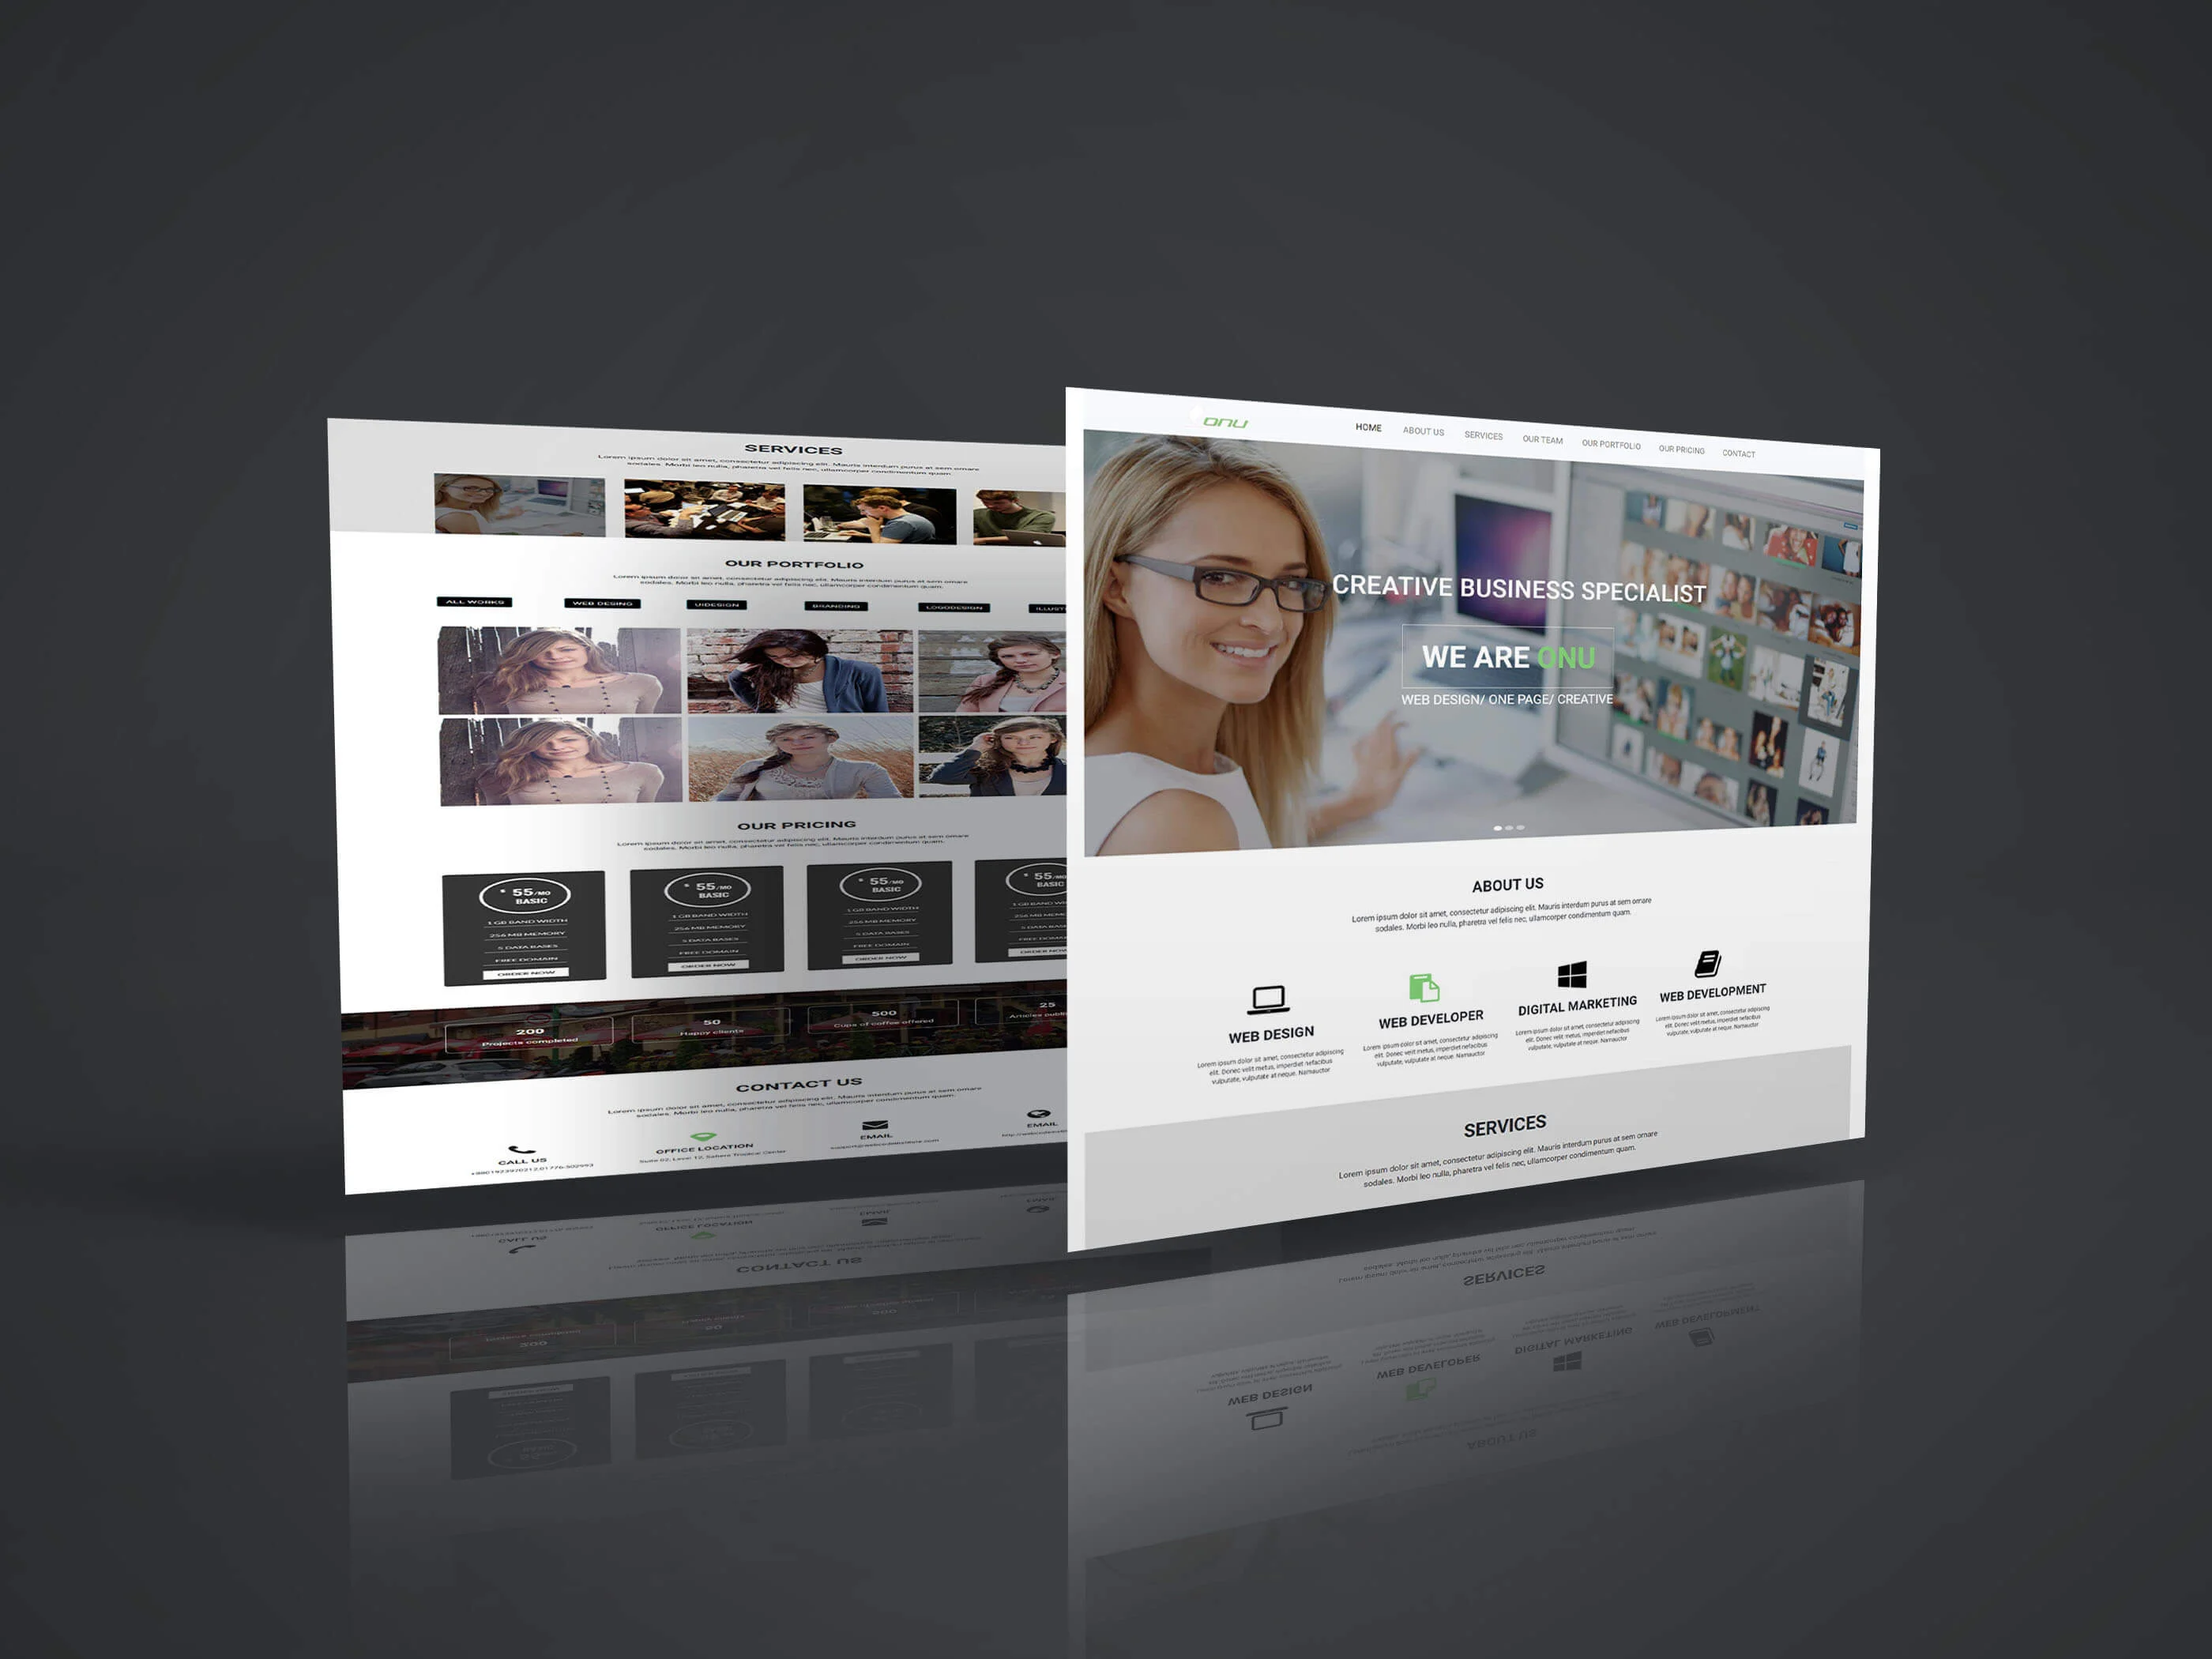 SERVICES
Lorem ipsum dolor sit amet, consectetur adipiscing elit. Mauris interdum purus at sem ornare
sodales. Morbi leo nulla, pharetra vel felis nec, ullamcorper condimentum quam.
OUR PORTFOLIO
Lorem ipsum dolor sit amet, consectetur adipiscing elit. Mauris interdum purus at sem ornare
sodales. Morbi leo nulla, pharetra vel felis nec, ullamcorper condimentum quam.
ALL WORKS WEB DESING UIDESIGN BRANDING LOGODESIGN ILLUST
OUR PRICING
Lorem ipsum dolor sit amet, consectetur adipiscing elit. Mauris interdum purus at sem ornare
sodales. Morbi leo nulla, pharetra vel felis nec, ullamcorper condimentum quam.
55/MO 55/MO 55/MO 55
BASIC BASIC BASIC BASIC
1 GB BAND WIDTH 1 GB BAND WIDTH 1 GB BAND WIDTH 1 GB BAND
256 MB MEMORY 256 MB MEMORY 256 MB MEMORY
5 DATA BASES 5 DATA BASES 5 DATA BASES
FREE DOMAIN FREE DOMAIN FREE DOMAIN
ORDER NOW ORDER NOW ORDER NOW ORDER NOW
200 50 500 25
Projects completed Happy clients Cups of coffee offered Articles publi
CONTACT US
Lorem ipsum dolor sit amet, consectetur adipiscing elit. Mauris interdum purus at sem ornare
sodales. Morbi leo nulla, pharetra vel felis nec, ullamcorper condimentum quam.
CALL US OFFICE LOCATION EMAIL EMAIL
onu HOME ABOUT US SERVICES OUR TEAM OUR PORTFOLIO OUR PRICING CONTACT
CREATIVE BUSINESS SPECIALIST
WE ARE ONU
WEB DESIGN/ ONE PAGE/ CREATIVE
ABOUT US
Lorem ipsum dolor sit amet, consectetur adipiscing elit. Mauris interdum purus at sem ornare
sodales. Morbi leo nulla, pharetra vel felis nec, ullamcorper condimentum quam.
WEB DESIGN WEB DEVELOPER DIGITAL MARKETING WEB DEVELOPMENT
Lorem ipsum dolor sit amet, consectetur adipiscing Lorem ipsum dolor sit amet, consectetur adipiscing Lorem ipsum dolor sit amet, consectetur adipiscing Lorem ipsum dolor sit amet, consectetur adipiscing
elit. Donec velit metus, imperdiet nefacibus elit. Donec velit metus, imperdiet nefacibus elit. Donec velit metus, imperdiet nefacibus elit. Donec velit metus, imperdiet nefacibus
vulputate, vulputate at neque. Namauctor vulputate, vulputate at neque. Namauctor vulputate, vulputate at neque. Namauctor vulputate, vulputate at neque. Namauctor
SERVICES
Lorem ipsum dolor sit amet, consectetur adipiscing elit. Mauris interdum purus at sem ornare
sodales. Morbi leo nulla, pharetra vel felis nec, ullamcorper condimentum quam.